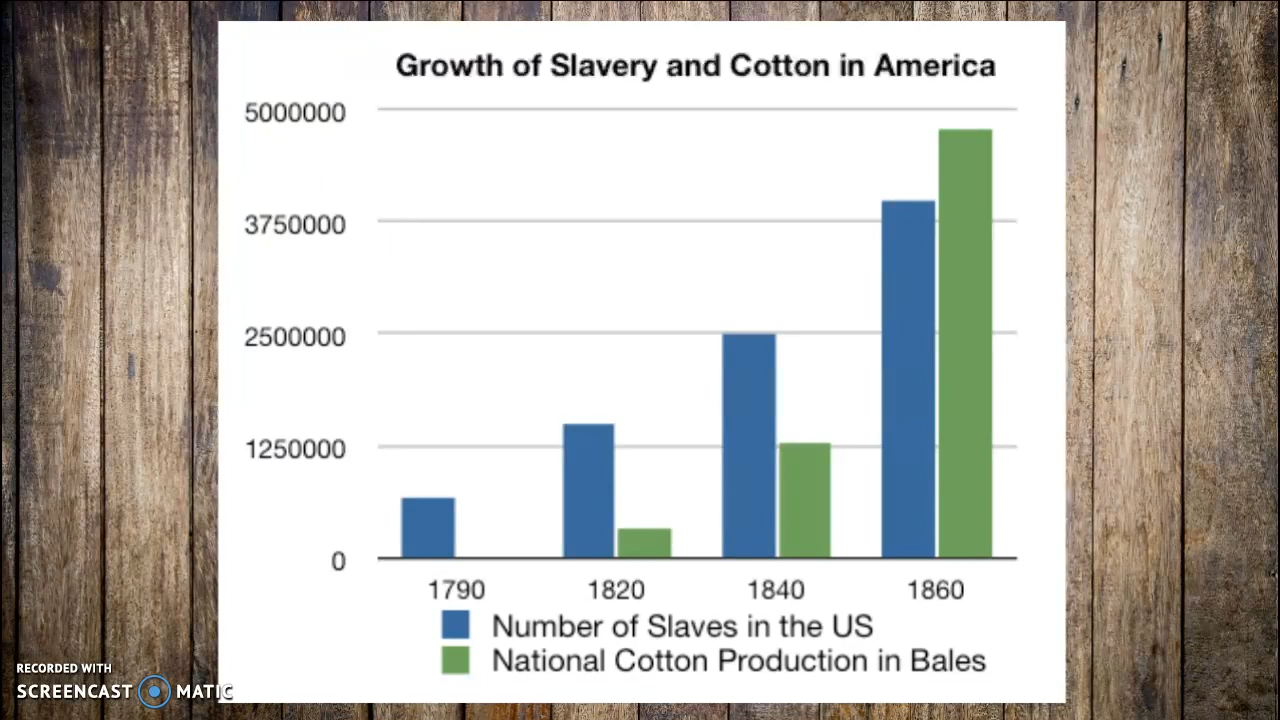 Growth of Slavery and Cotton in America
5000000
3750000
2500000
1250000
0
1790 1820 1840 1860
Number of Slaves in the US
National Cotton Production in Bales
RECORDED WITH
SCREENCAST MATIC